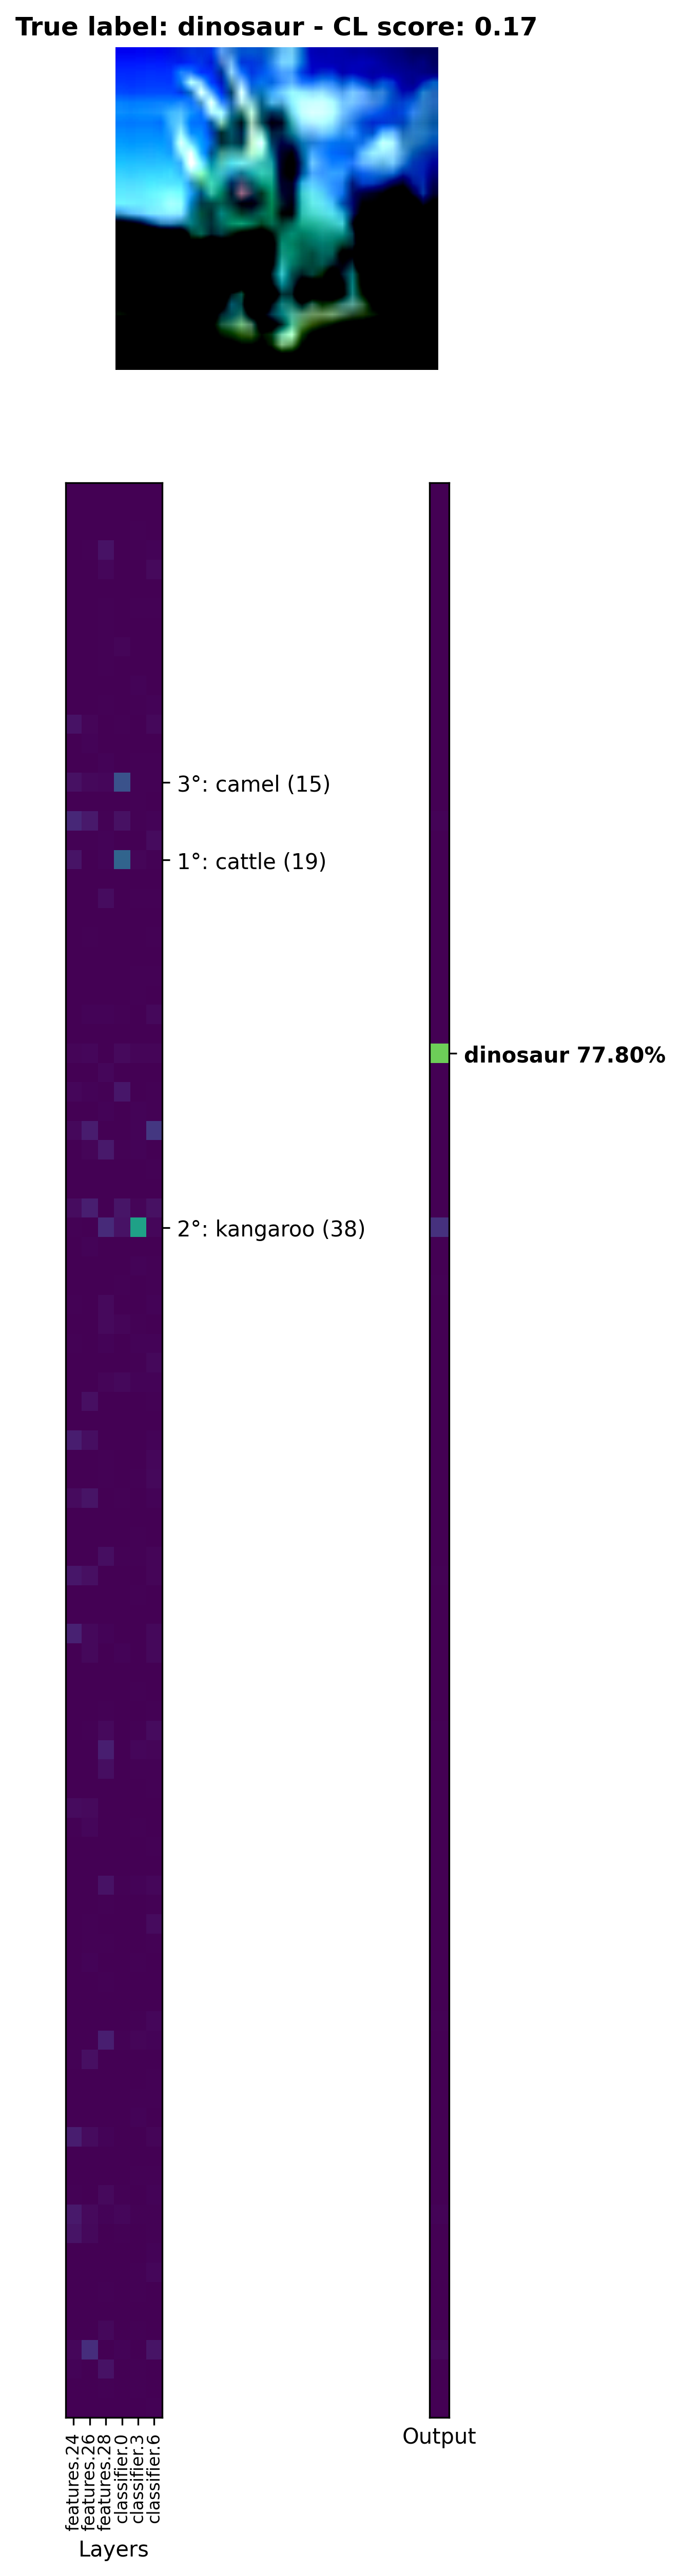 True label: dinosaur - CL score: 0.17
3°: camel (15)
1°: cattle (19)
dinosaur 77.80%
2°: kangaroo (38)
features.24
features.26
features.28
classifier.0
classifier.3
classifier.6
Layers
Output